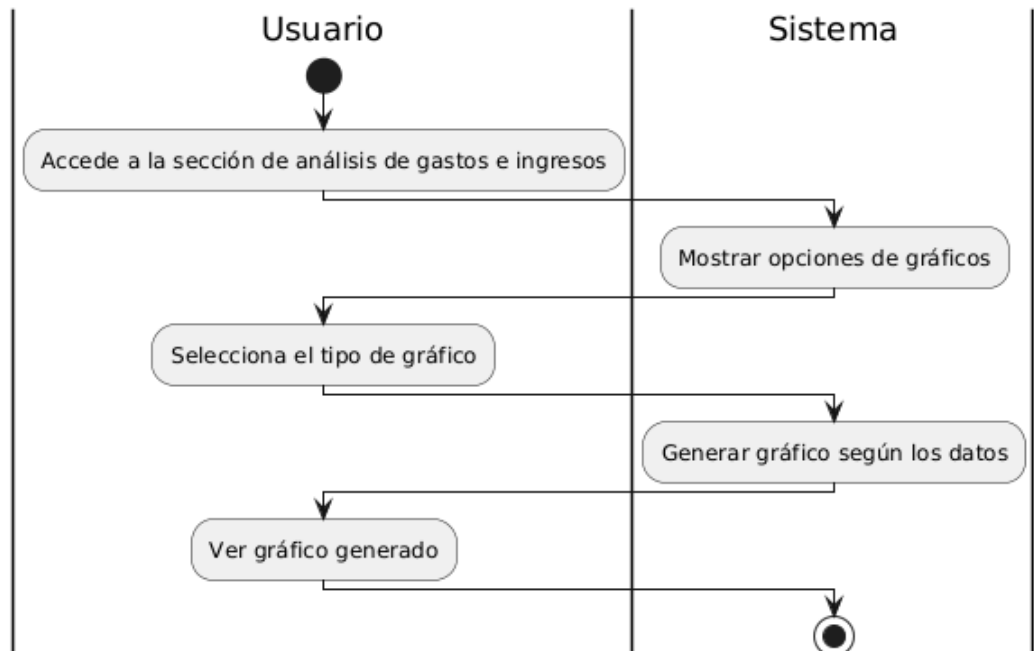 Usuario
Sistema
Accede a la sección de análisis de gastos e ingresos
Mostrar opciones de gráficos
Selecciona el tipo de gráfico
Generar gráfico según los datos
Ver gráfico generado